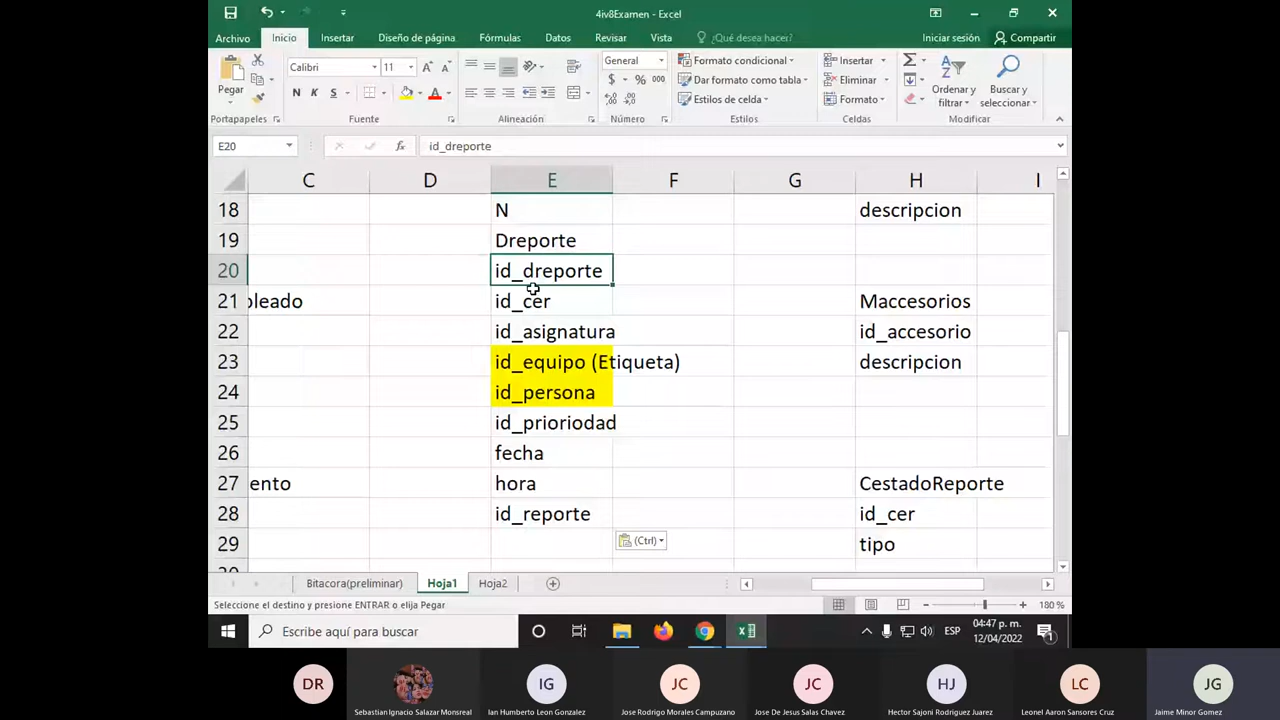 4iv8Examen - Excel
Archivo Inicio Insertar Diseño de página Fórmulas Datos Revisar Vista ¿Qué desea hacer? Iniciar sesión Compartir
Pegar
Calibri 11
N K S
General
$ % 000
Formato condicional
Dar formato como tabla
Estilos de celda
Insertar
Eliminar
Formato
Ordenar y filtrar
Buscar y seleccionar
Portapapeles Fuente Alineación Número Estilos Celdas Modificar
E20 fx id_dreporte
C D E F G H I
18 N descripcion
19 Dreporte
20 id_dreporte
21 oleado id_cer Maccesorios
22 id_asignatura id_accesorio
23 id_equipo (Etiqueta) descripcion
24 id_persona
25 id_prioriodad
26 fecha
27 ento hora CestadoReporte
28 id_reporte id_cer
29 (Ctrl) tipo
Bitacora(preliminar) Hoja1 Hoja2
Seleccione el destino y presione ENTRAR o elija Pegar 180 %
Escribe aquí para buscar ESP 04:47 p. m.
12/04/2022
1
DR IG JC JC HJ LC JG
Sebastian Ignacio Salazar Monsreal Ian Humberto Leon Gonzalez Jose Rodrigo Morales Campuzano Jose De Jesus Salas Chavez Hector Sajoni Rodriguez Juarez Leonel Aaron Sansores Cruz Jaime Minor Gomez